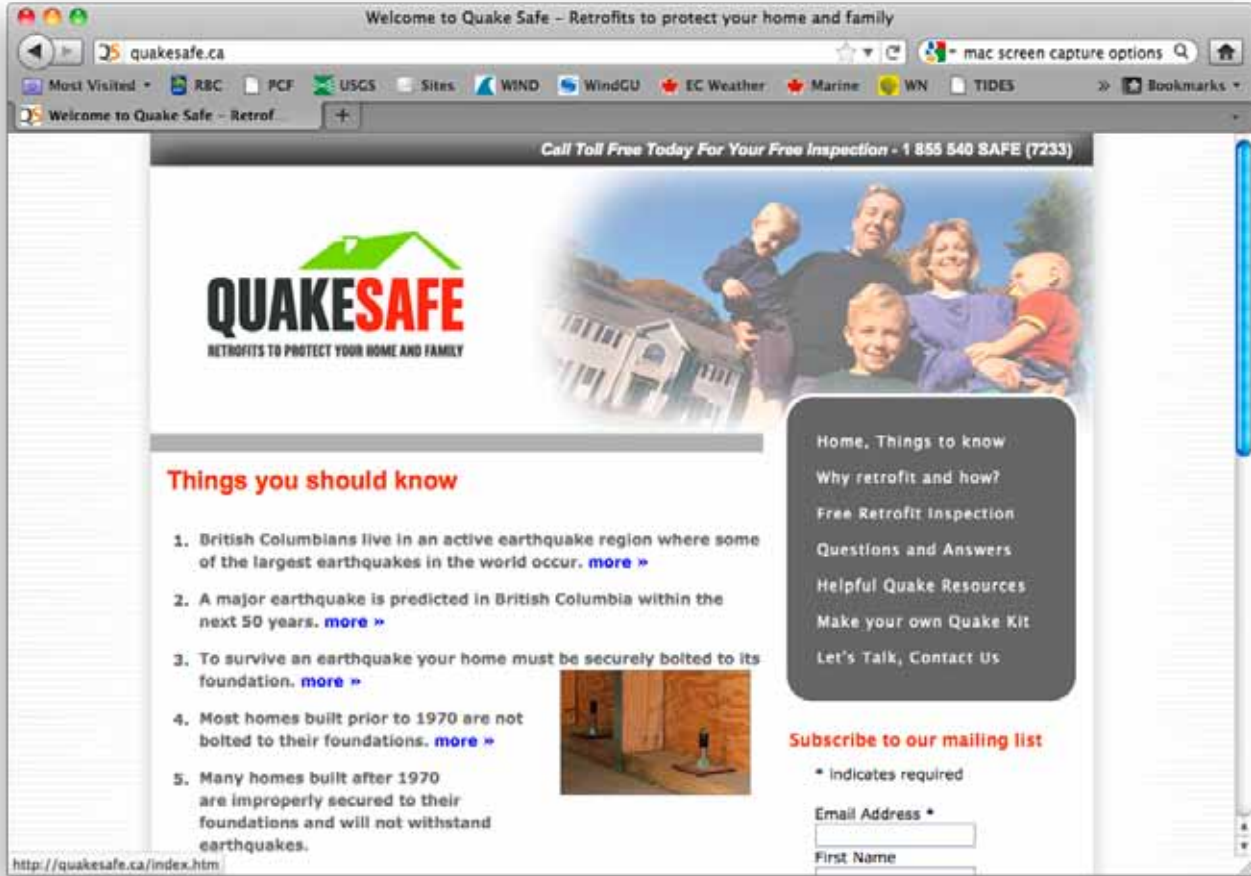 Welcome to Quake Safe – Retrofits to protect your home and family
QS quakesafe.ca
mac screen capture options
Most Visited RBC PCF USGS Sites WIND WindGU EC Weather Marine WN TIDES » Bookmarks
QS Welcome to Quake Safe – Retrof... +
Call Toll Free Today For Your Free Inspection - 1 855 540 SAFE (7233)
QUAKESAFE
RETROFITS TO PROTECT YOUR HOME AND FAMILY
Home, Things to know
Why retrofit and how?
Free Retrofit Inspection
Questions and Answers
Helpful Quake Resources
Make your own Quake Kit
Let's Talk, Contact Us
Things you should know
1. British Columbians live in an active earthquake region where some
of the largest earthquakes in the world occur. more »
2. A major earthquake is predicted in British Columbia within the
next 50 years. more »
3. To survive an earthquake your home must be securely bolted to its
foundation. more »
4. Most homes built prior to 1970 are not
bolted to their foundations. more »
5. Many homes built after 1970
are improperly secured to their
foundations and will not withstand
earthquakes.
Subscribe to our mailing list
* indicates required
Email Address *
First Name
http://quakesafe.ca/index.htm